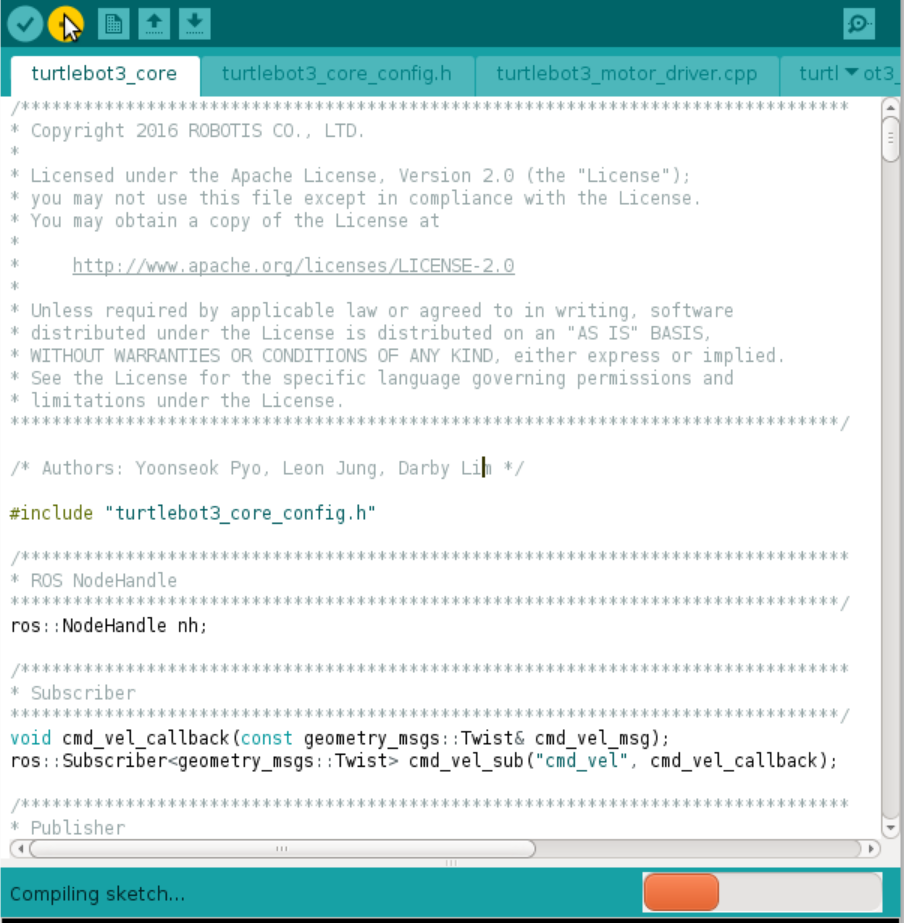 turtlebot3_core turtlebot3_core_config.h turtlebot3_motor_driver.cpp turtl ot3_
/*******************************************************************************
* Copyright 2016 ROBOTIS CO., LTD.
*
* Licensed under the Apache License, Version 2.0 (the "License");
* you may not use this file except in compliance with the License.
* You may obtain a copy of the License at
*
*     http://www.apache.org/licenses/LICENSE-2.0
*
* Unless required by applicable law or agreed to in writing, software
* distributed under the License is distributed on an "AS IS" BASIS,
* WITHOUT WARRANTIES OR CONDITIONS OF ANY KIND, either express or implied.
* See the License for the specific language governing permissions and
* limitations under the License.
*******************************************************************************/
/* Authors: Yoonseok Pyo, Leon Jung, Darby Lim */
#include "turtlebot3_core_config.h"
/*******************************************************************************
* ROS NodeHandle
*******************************************************************************/
ros::NodeHandle nh;
/*******************************************************************************
* Subscriber
*******************************************************************************/
void cmd_vel_callback(const geometry_msgs::Twist& cmd_vel_msg);
ros::Subscriber<geometry_msgs::Twist> cmd_vel_sub("cmd_vel", cmd_vel_callback);
/*******************************************************************************
* Publisher
Compiling sketch...